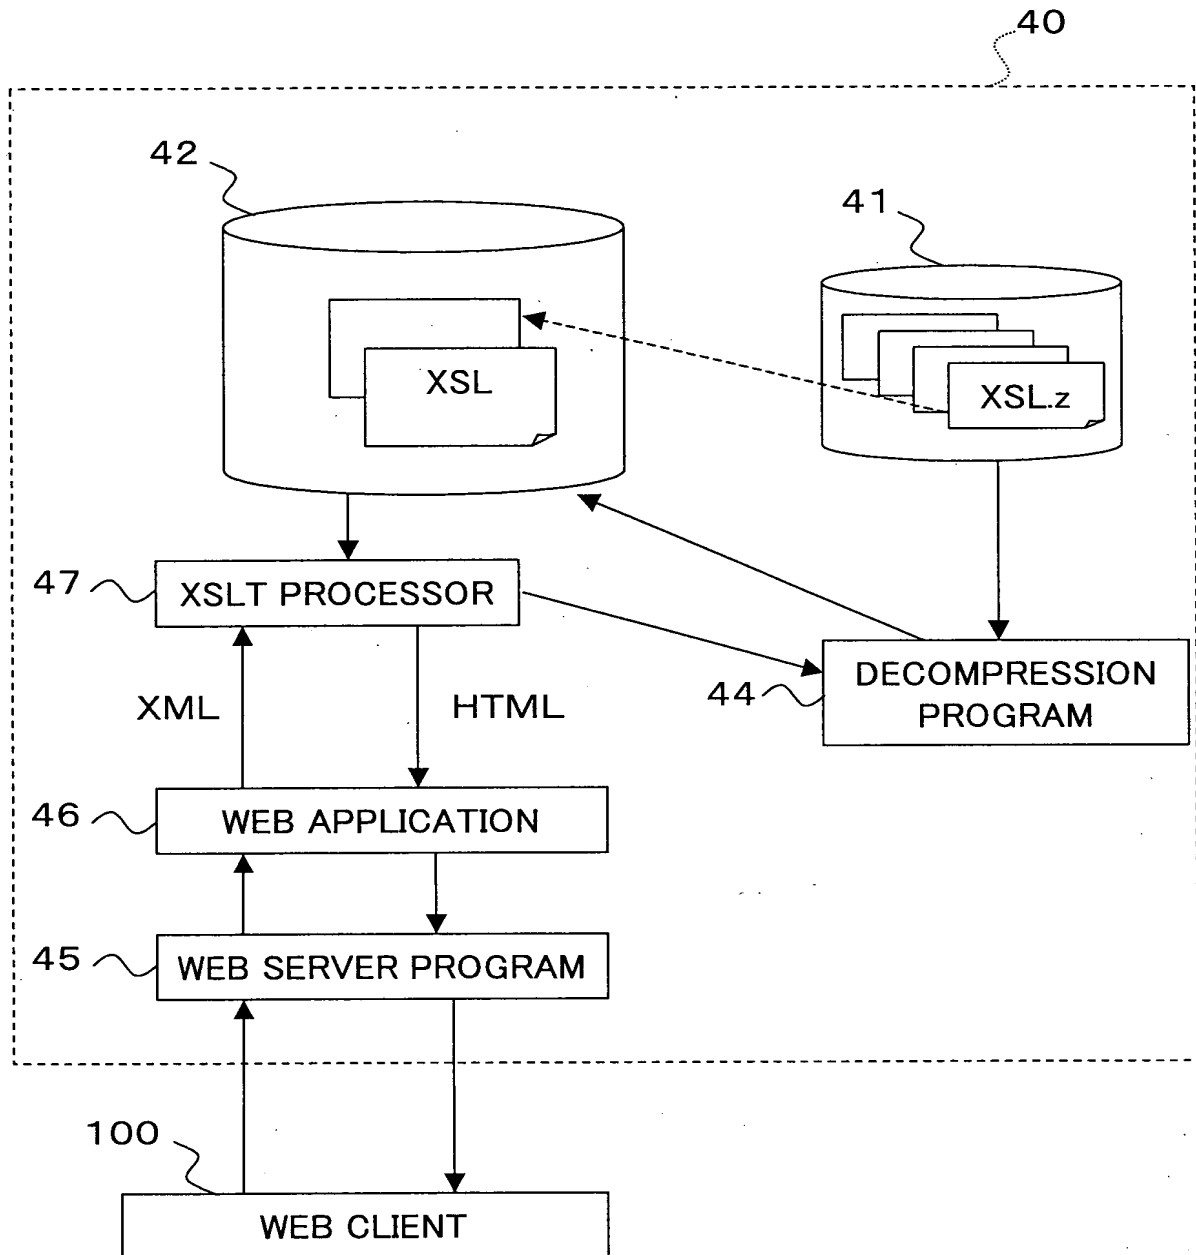 40
42
41
XSL
XSL.z
47
XSLT PROCESSOR
DECOMPRESSION
PROGRAM
44
XML
HTML
46
WEB APPLICATION
45
WEB SERVER PROGRAM
100
WEB CLIENT